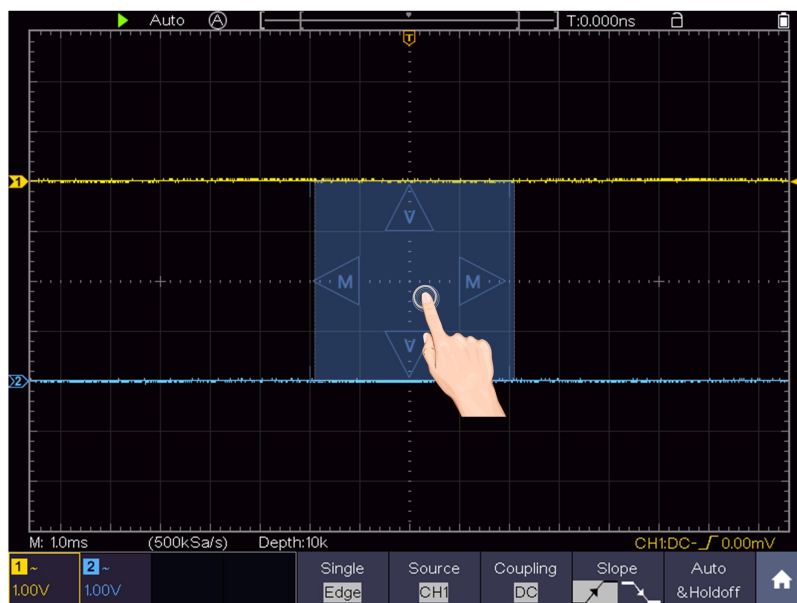 Auto A T:0.000ns
T
1
V
M M
V
2
M: 1.0ms (500kSa/s) Depth:10k CH1:DC- 0.00mV
1 ~ 2 ~ Single Source Coupling Slope Auto
1.00V 1.00V Edge CH1 DC &Holdoff